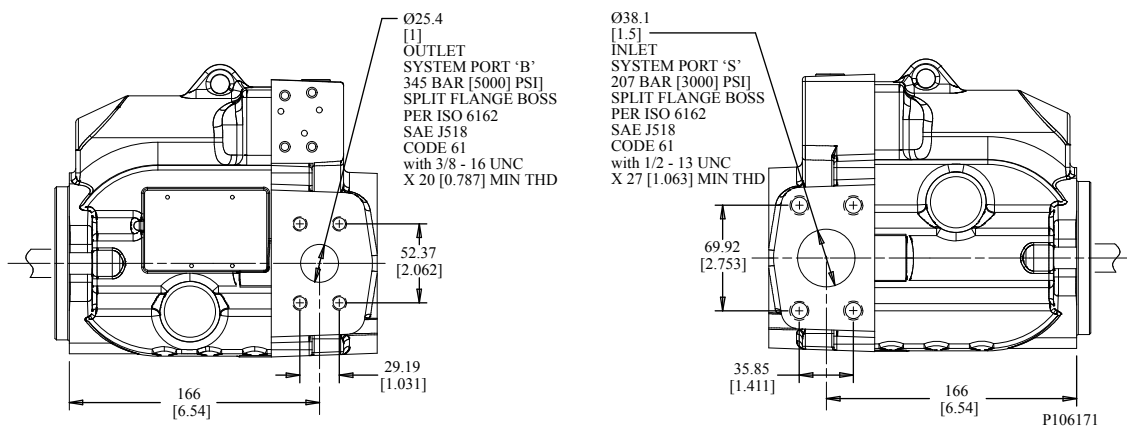 Ø25.4
[1]
OUTLET
SYSTEM PORT ‘B’
345 BAR [5000] PSI]
SPLIT FLANGE BOSS
PER ISO 6162
SAE J518
CODE 61
with 3/8 - 16 UNC
X 20 [0.787] MIN THD
52.37
[2.062]
29.19
[1.031]
166
[6.54]
Ø38.1
[1.5]
INLET
SYSTEM PORT ‘S’
207 BAR [3000] PSI]
SPLIT FLANGE BOSS
PER ISO 6162
SAE J518
CODE 61
with 1/2 - 13 UNC
X 27 [1.063] MIN THD
69.92
[2.753]
35.85
[1.411]
166
[6.54]
P106171